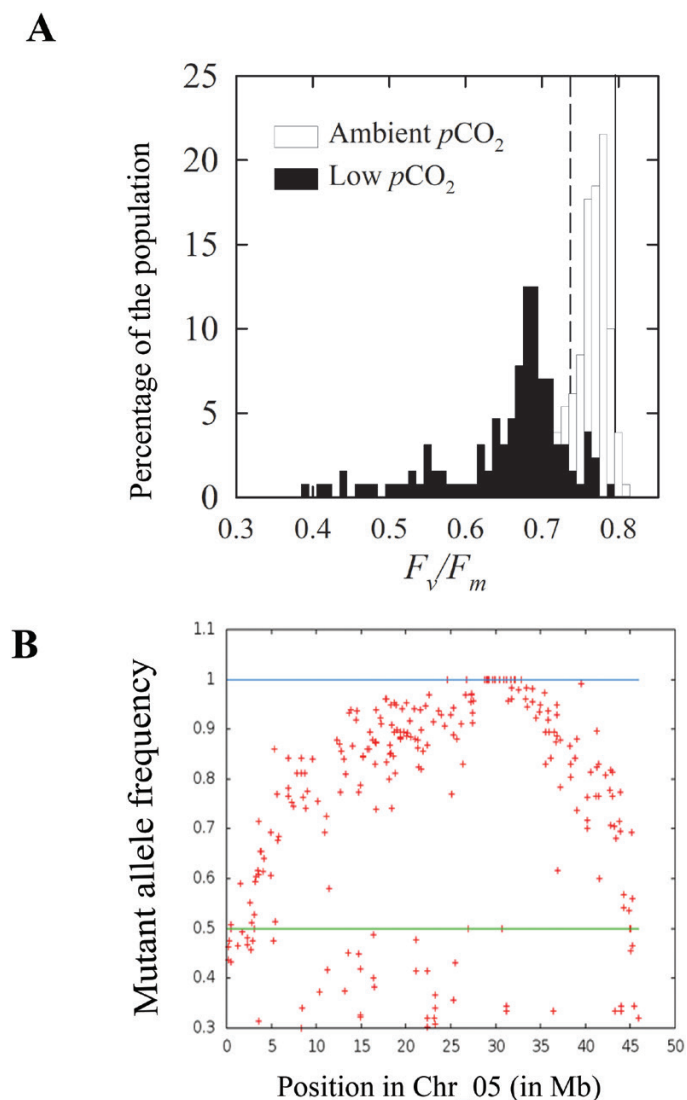 A
Percentage of the population
25
20
15
10
5
0
Ambient pCO₂
Low pCO₂
0.3 0.4 0.5 0.6 0.7 0.8
Fv/Fm
B
Mutant allele frequency
1.1
1
0.9
0.8
0.7
0.6
0.5
0.4
0.3
0 5 10 15 20 25 30 35 40 45 50
Position in Chr_05 (in Mb)